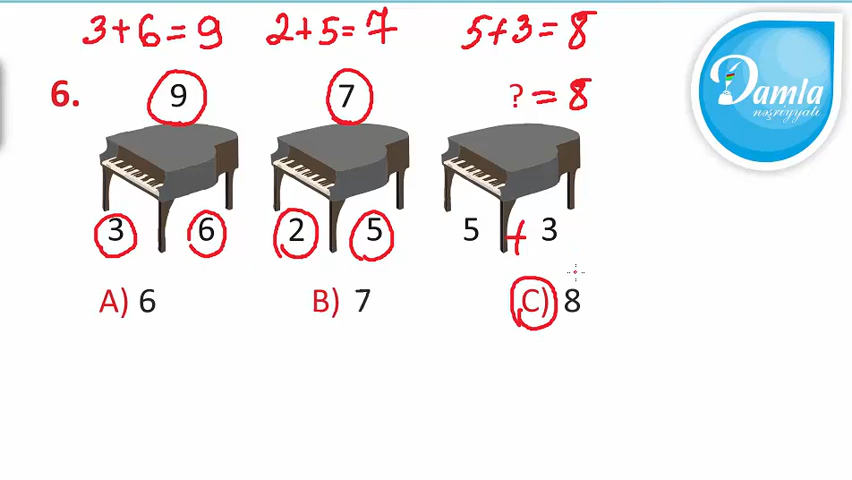 3+6=9 2+5=7 5+3=8
6. 9 7 ?=8
3 6 2 5 5+3
A) 6 B) 7 C) 8
Damla
nəşriyyatı